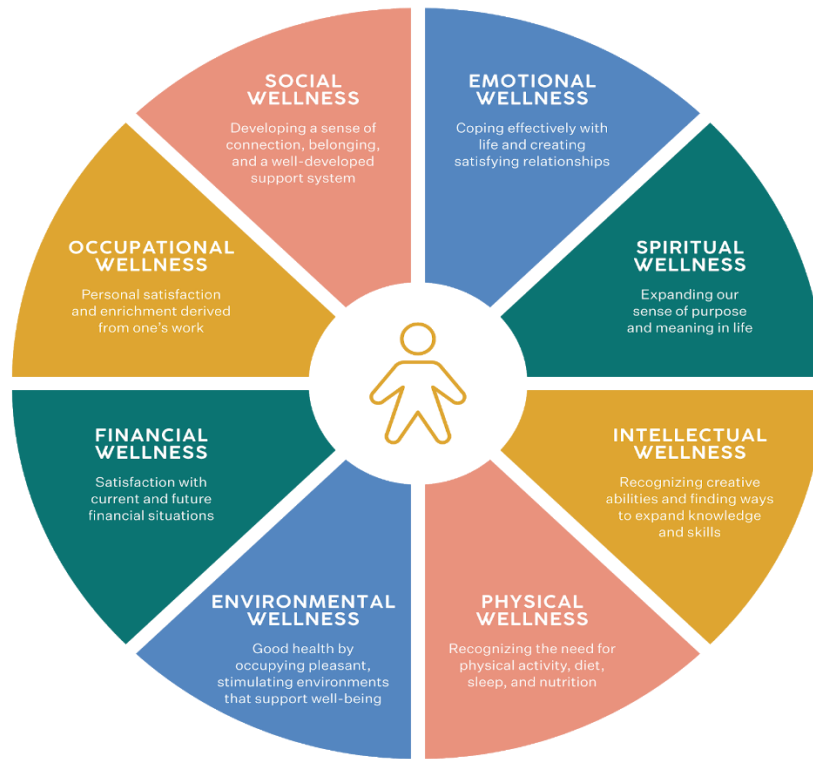 SOCIAL
WELLNESS
Developing a sense of
connection, belonging,
and a well-developed
support system
EMOTIONAL
WELLNESS
Coping effectively with
life and creating
satisfying relationships
OCCUPATIONAL
WELLNESS
Personal satisfaction
and enrichment derived
from one's work
SPIRITUAL
WELLNESS
Expanding our
sense of purpose
and meaning in life
FINANCIAL
WELLNESS
Satisfaction with
current and future
financial situations
INTELLECTUAL
WELLNESS
Recognizing creative
abilities and finding ways
to expand knowledge
and skills
ENVIRONMENTAL
WELLNESS
Good health by
occupying pleasant,
stimulating environments
that support well-being
PHYSICAL
WELLNESS
Recognizing the need for
physical activity, diet,
sleep, and nutrition